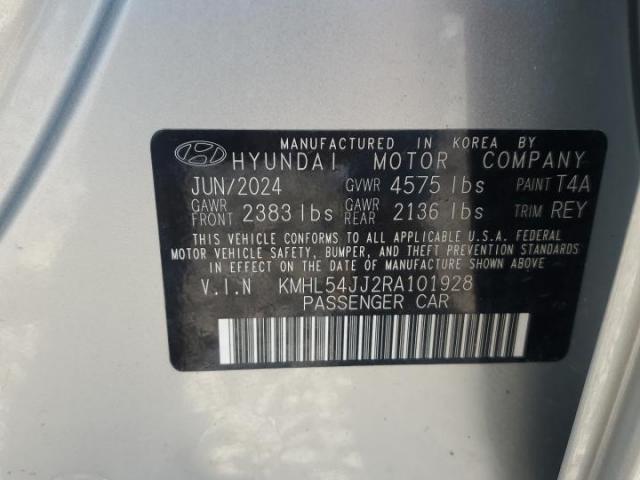 MANUFACTURED IN KOREA BY
HYUNDAI MOTOR COMPANY
JUN/2024 GVWR 4575 lbs PAINT T4A
GAWR FRONT 2383 lbs GAWR REAR 2136 lbs TRIM REY
THIS VEHICLE CONFORMS TO ALL APPLICABLE U.S.A. FEDERAL
MOTOR VEHICLE SAFETY, BUMPER, AND THEFT PREVENTION STANDARDS
IN EFFECT ON THE DATE OF MANUFACTURE SHOWN ABOVE.
V.I.N KMHL54JJ2RA101928
PASSENGER CAR